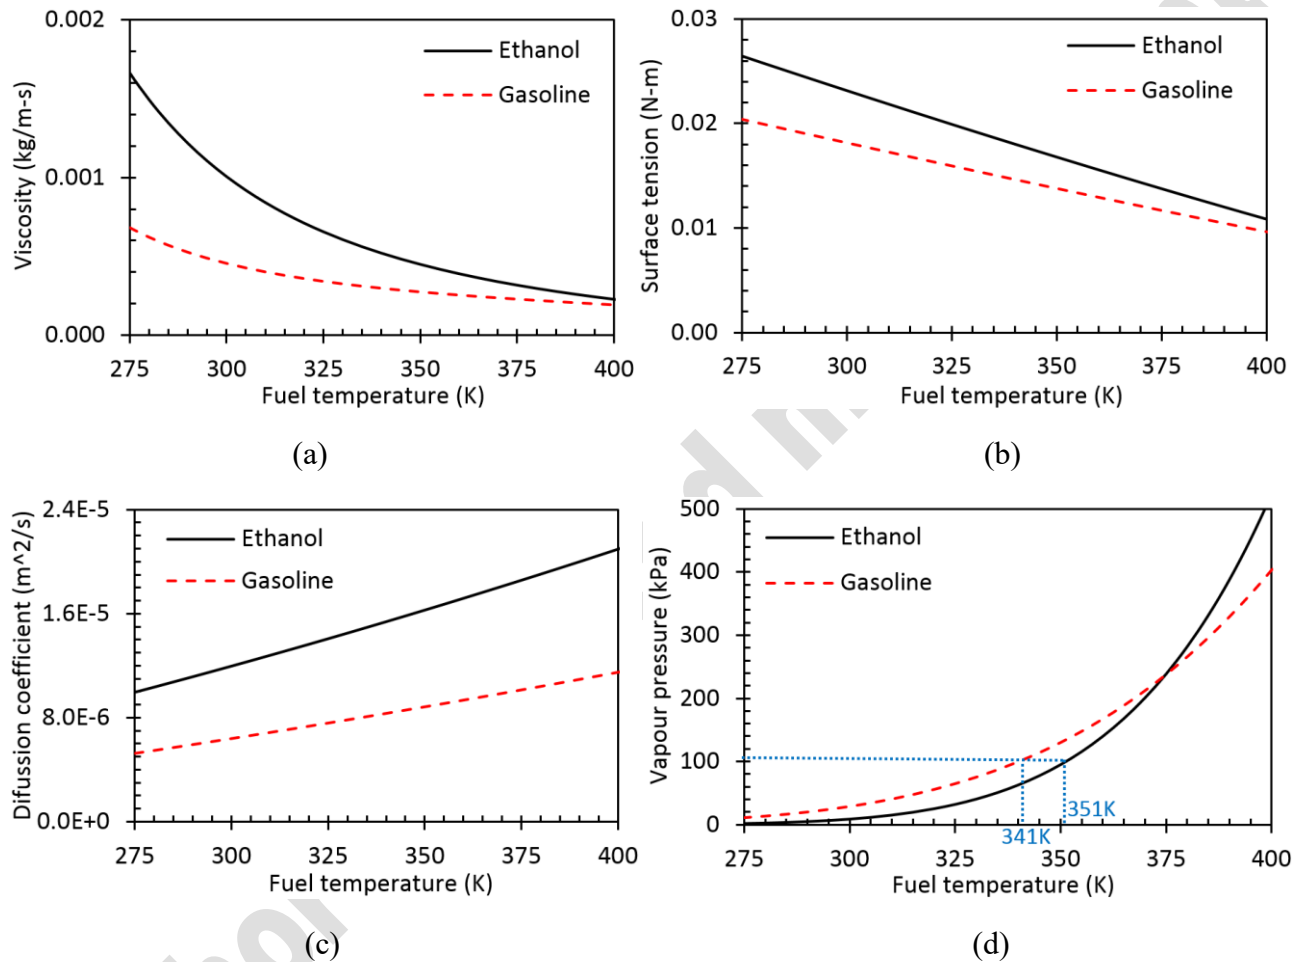 0.002
Ethanol
Gasoline
0.001
0.000
Viscosity (kg/m-s)
275 300 325 350 375 400
Fuel temperature (K)
(a)
0.03
Ethanol
Gasoline
0.02
0.01
0.00
Surface tension (N-m)
275 300 325 350 375 400
Fuel temperature (K)
(b)
2.4E-5
Ethanol
Gasoline
1.6E-5
8.0E-6
0.0E+0
Difussion coefficient (m^2/s)
275 300 325 350 375 400
Fuel temperature (K)
(c)
500
Ethanol
Gasoline
400
300
200
100
0
Vapour pressure (kPa)
351K
341K
275 300 325 350 375 400
Fuel temperature (K)
(d)